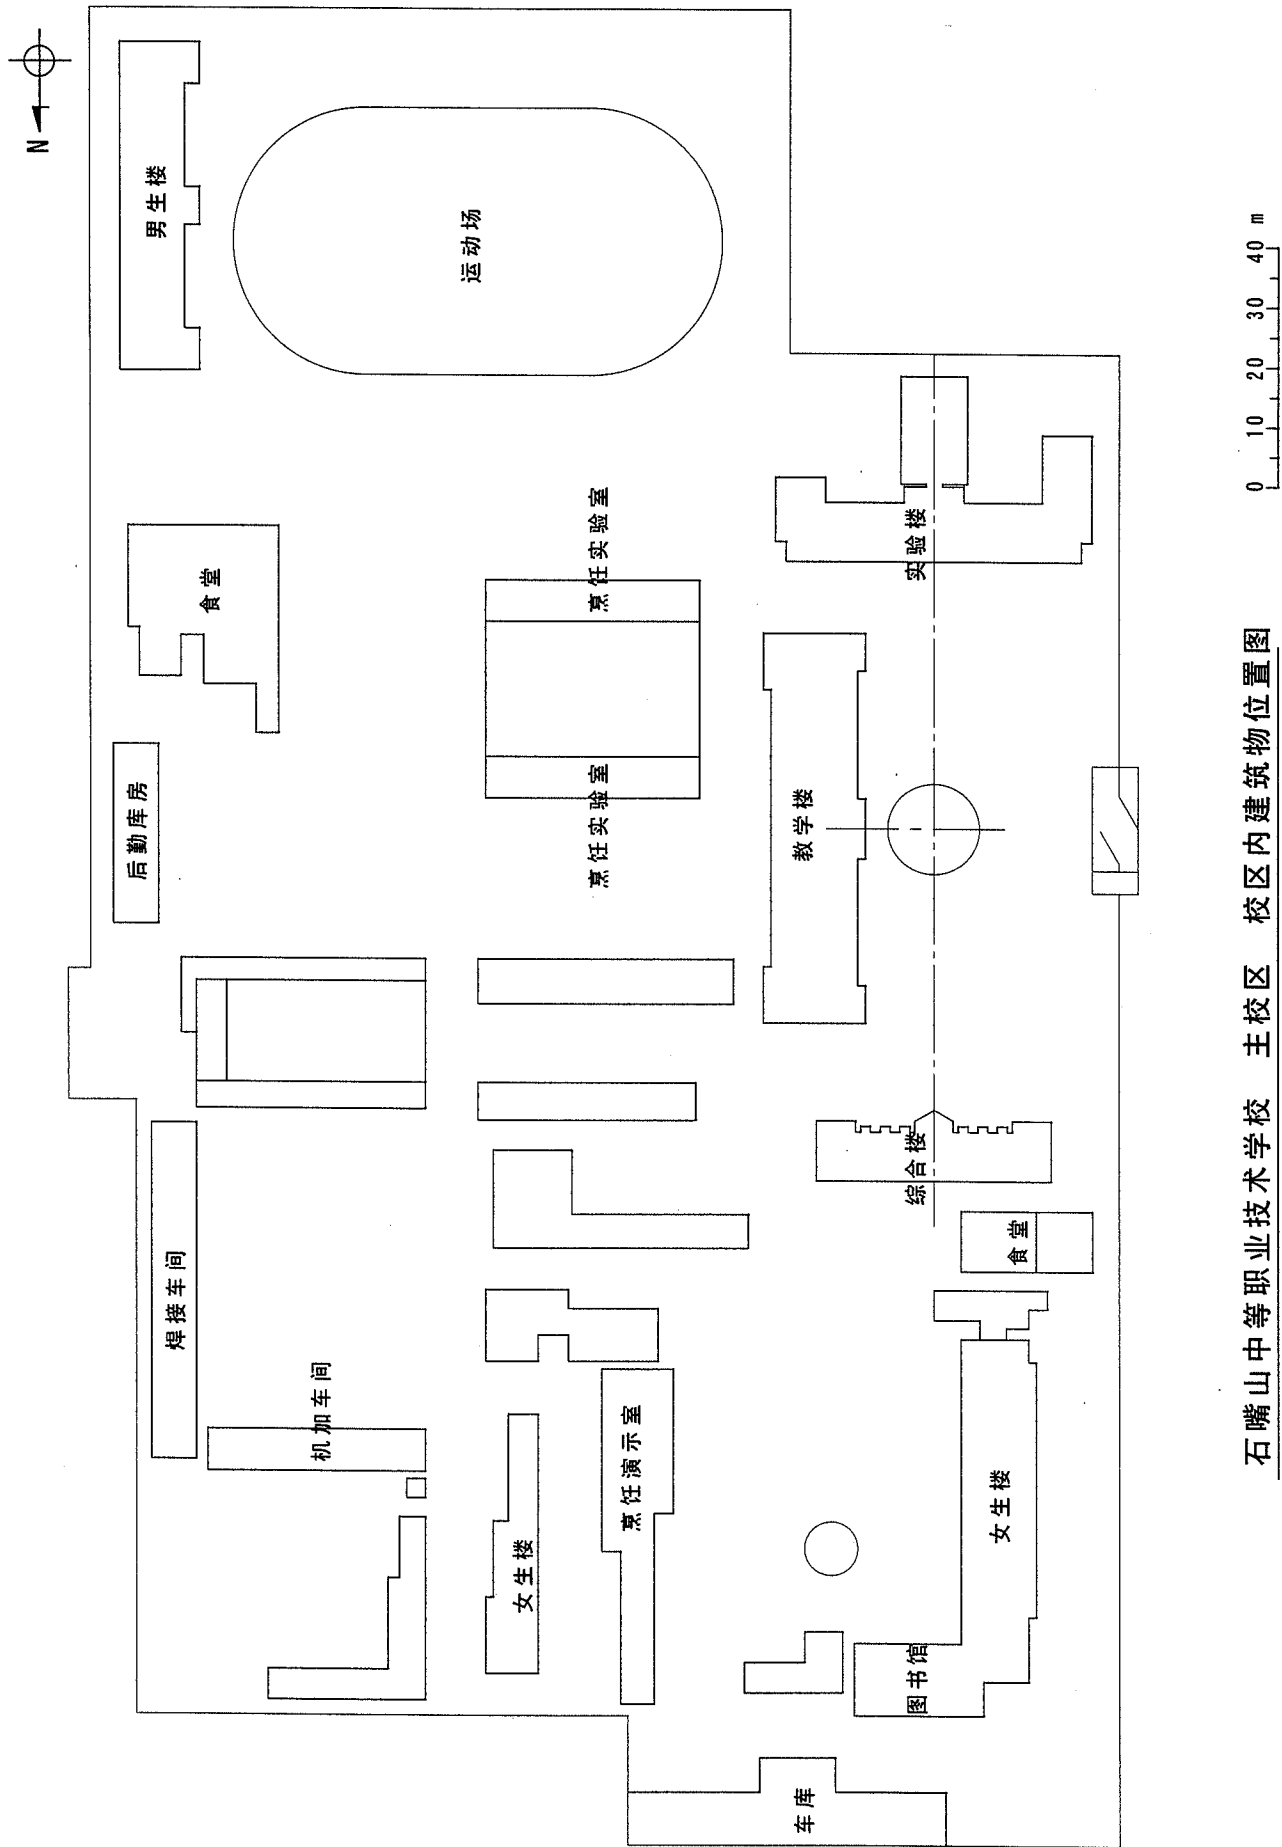 N
男生楼
运动场
食堂
后勤库房
烹饪实验室
烹饪实验室
实验楼
教学楼
综合楼
食堂
焊接车间
机加车间
女生楼
烹饪演示室
女生楼
图书馆
车库
0 10 20 30 40 m
石嘴山中等职业技术学校 主校区 校区内建筑物位置图